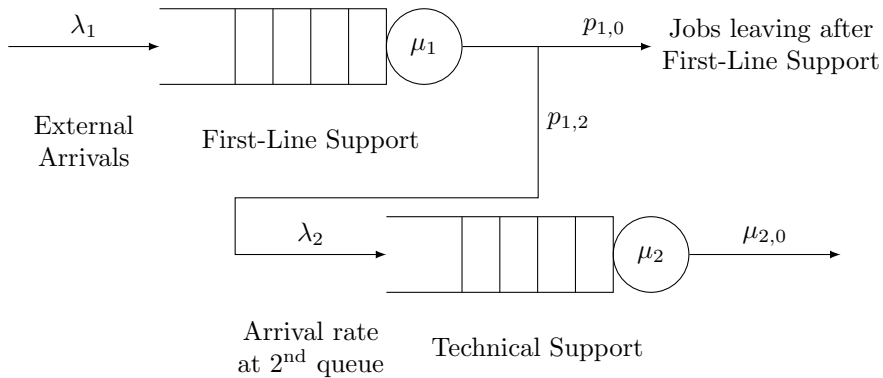 λ₁
μ₁
p₁,₀
Jobs leaving after
First-Line Support
External
Arrivals
First-Line Support
p₁,₂
λ₂
μ₂
μ₂,₀
Arrival rate
at 2ⁿᵈ queue
Technical Support